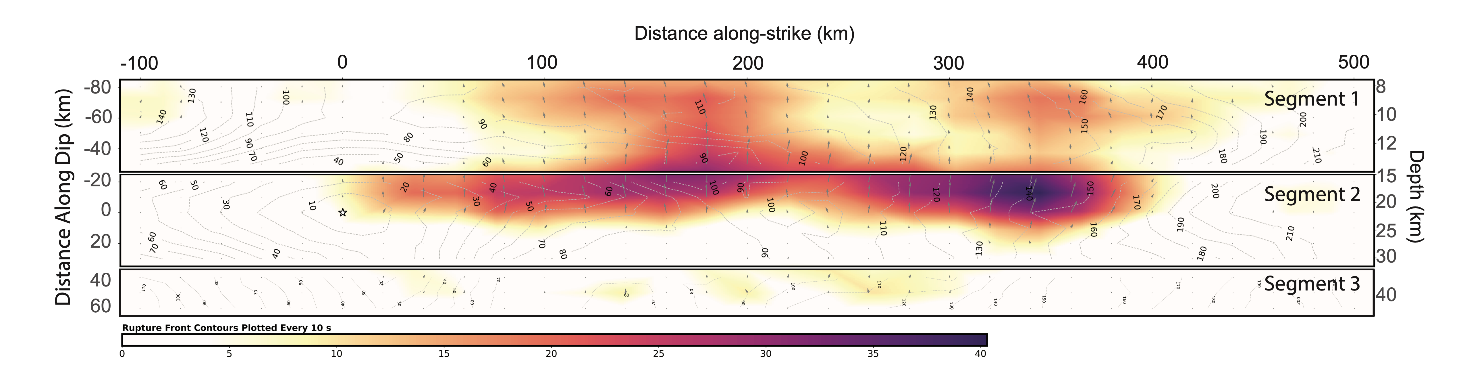 Distance along-strike (km)
-100 0 100 200 300 400 500
Distance Along Dip (km)
-80 -60 -40
8 10 12
Segment 1
140 130 120 100 110 90 70 40 50 80 90 60 110 90 100 120 130 140 160 150 170 180 190 200 210
-20 0 20
15 20 25 30
Depth (km)
Segment 2
60 50 30 10 60 70 40 20 30 40 50 70 80 60 100 90 100 90 110 120 130 140 150 160 170 190 180 200 210
40 60
40
Segment 3
Rupture Front Contours Plotted Every 10 s
0 5 10 15 20 25 30 35 40